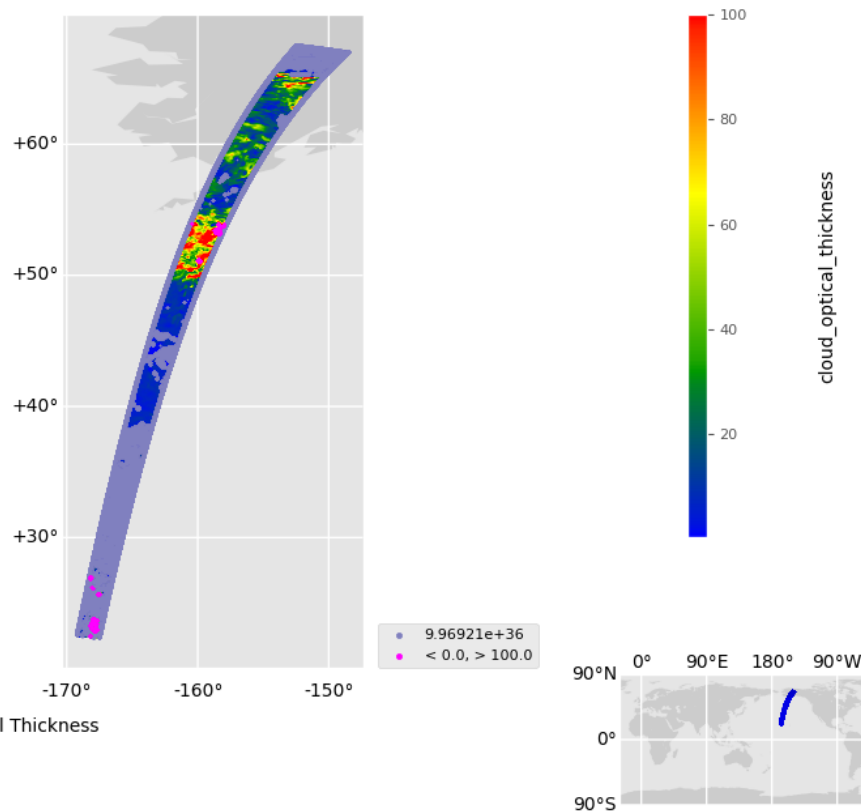 100
80
60
40
20
cloud_optical_thickness
+60°
+50°
+40°
+30°
-170° -160° -150°
9.96921e+36
< 0.0, > 100.0
l Thickness
0° 90°E 180° 90°W
90°N
0°
90°S